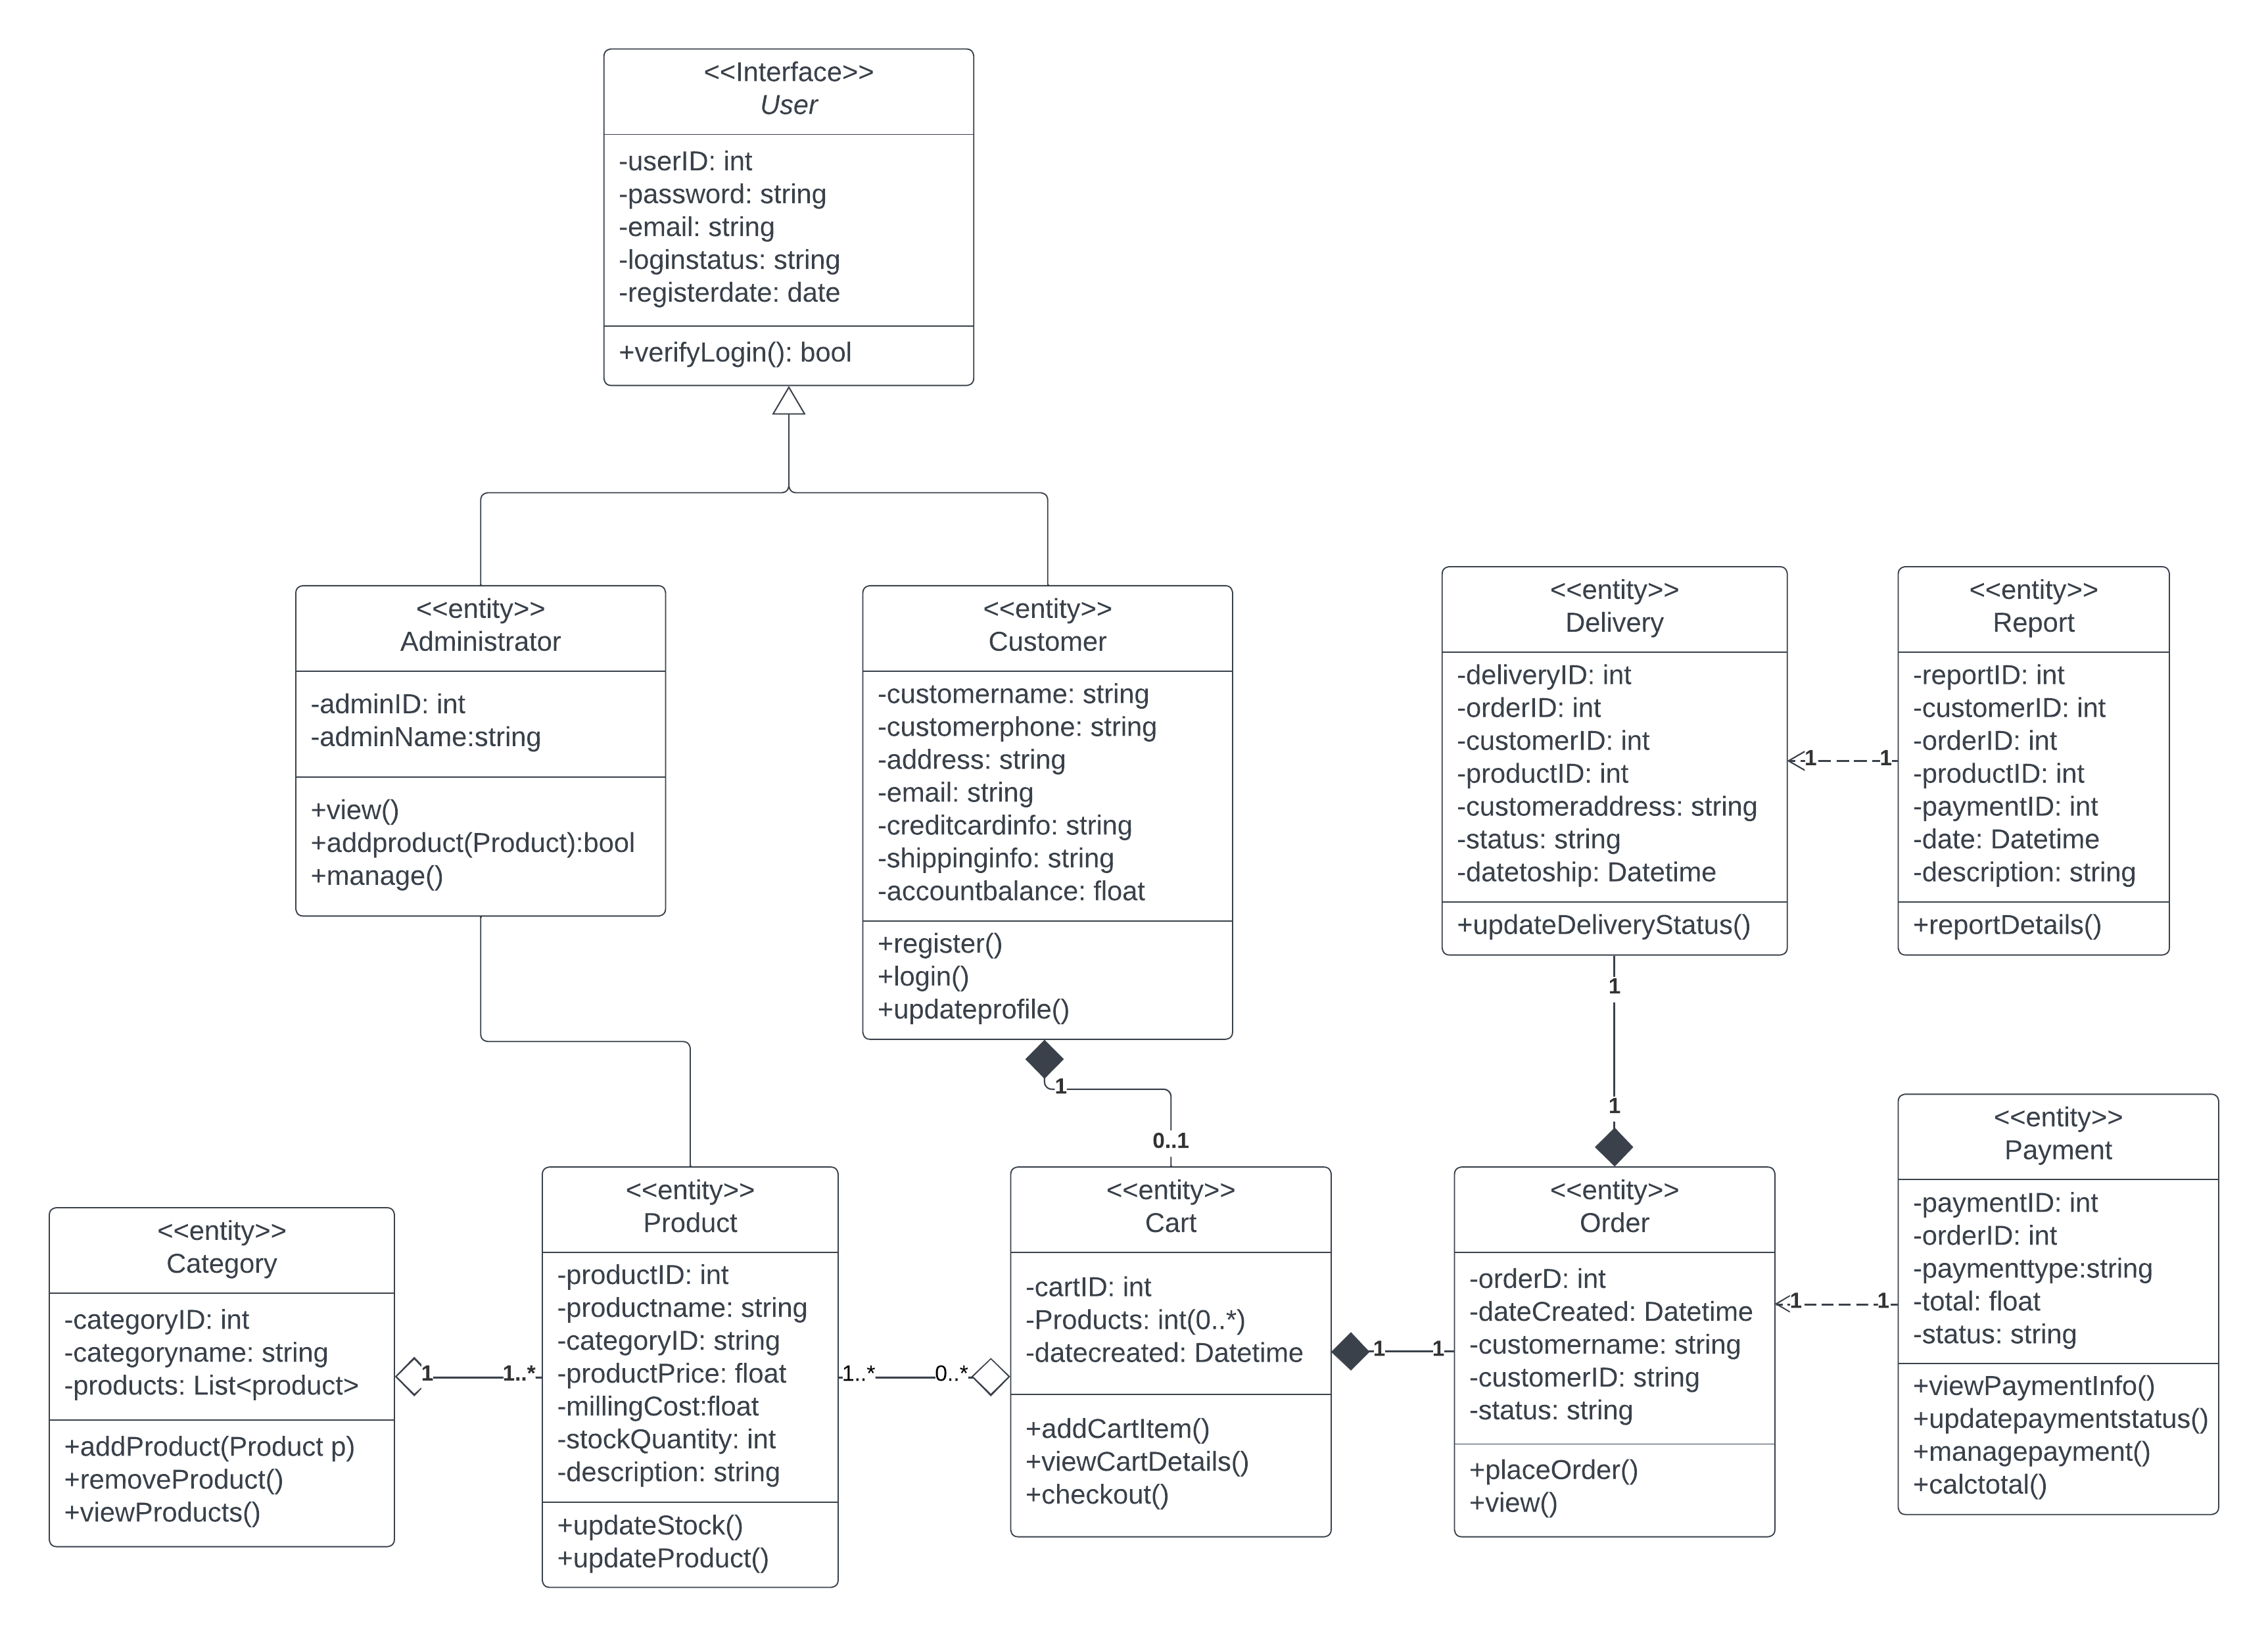 <<Interface>>
User
-userID: int
-password: string
-email: string
-loginstatus: string
-registerdate: date
+verifyLogin(): bool
<<entity>>
Administrator
-adminID: int
-adminName:string
+view()
+addproduct(Product):bool
+manage()
<<entity>>
Customer
-customername: string
-customerphone: string
-address: string
-email: string
-creditcardinfo: string
-shippinginfo: string
-accountbalance: float
+register()
+login()
+updateprofile()
<<entity>>
Delivery
-deliveryID: int
-orderID: int
-customerID: int
-productID: int
-customeraddress: string
-status: string
-datetoship: Datetime
+updateDeliveryStatus()
1
1
<<entity>>
Report
-reportID: int
-customerID: int
-orderID: int
-productID: int
-paymentID: int
-date: Datetime
-description: string
+reportDetails()
1
0..1
1
1
<<entity>>
Category
-categoryID: int
-categoryname: string
-products: List<product>
+addProduct(Product p)
+removeProduct()
+viewProducts()
1
1..*
<<entity>>
Product
-productID: int
-productname: string
-categoryID: string
-productPrice: float
-millingCost:float
-stockQuantity: int
-description: string
+updateStock()
+updateProduct()
1..*
0..*
<<entity>>
Cart
-cartID: int
-Products: int(0..*)
-datecreated: Datetime
+addCartItem()
+viewCartDetails()
+checkout()
1
1
<<entity>>
Order
-orderD: int
-dateCreated: Datetime
-customername: string
-customerID: string
-status: string
+placeOrder()
+view()
1
1
<<entity>>
Payment
-paymentID: int
-orderID: int
-paymenttype:string
-total: float
-status: string
+viewPaymentInfo()
+updatepaymentstatus()
+managepayment()
+calctotal()